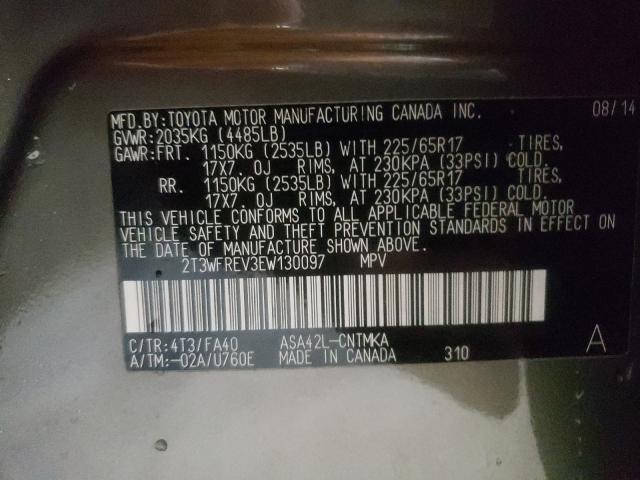 MFD.BY:TOYOTA MOTOR MANUFACTURING CANADA INC. 08/14
GVWR:2035KG (4485LB)
GAWR:FRT. 1150KG (2535LB) WITH 225/65R17 TIRES,
17X7.0J RIMS, AT 230KPA (33PSI) COLD.
RR. 1150KG (2535LB) WITH 225/65R17 TIRES,
17X7.0J RIMS, AT 230KPA (33PSI) COLD.
THIS VEHICLE CONFORMS TO ALL APPLICABLE FEDERAL MOTOR
VEHICLE SAFETY AND THEFT PREVENTION STANDARDS IN EFFECT ON
THE DATE OF MANUFACTURE SHOWN ABOVE.
2T3WFREV3EW130097 MPV
C/TR:4T3/FA40 ASA42L-CNTMKA
A/TM:-02A/U760E MADE IN CANADA 310 A